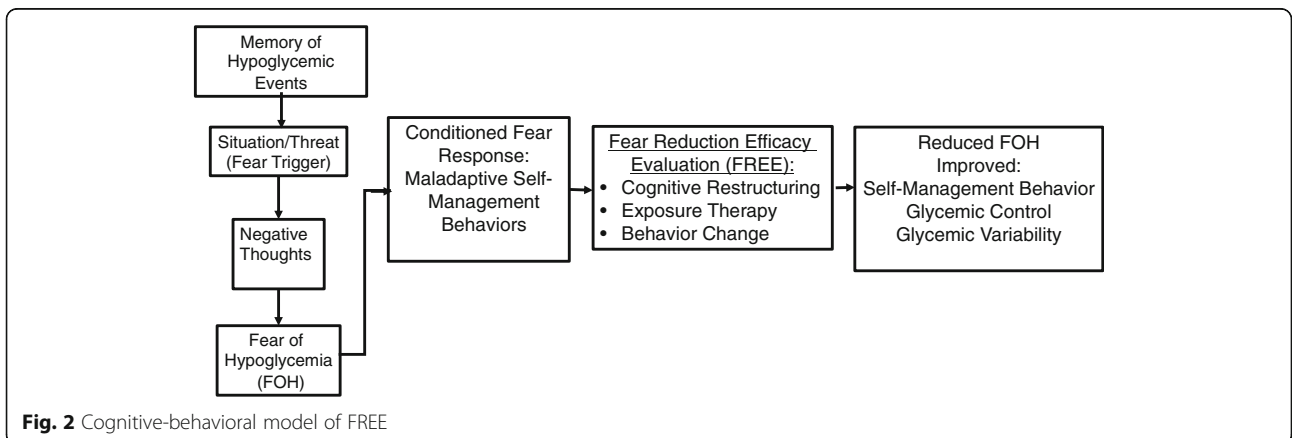 Memory of
Hypoglycemic
Events
Situation/Threat
(Fear Trigger)
Negative
Thoughts
Fear of
Hypoglycemia
(FOH)
Conditioned Fear
Response:
Maladaptive Self-
Management
Behaviors
Fear Reduction Efficacy
Evaluation (FREE):
• Cognitive Restructuring
• Exposure Therapy
• Behavior Change
Reduced FOH
Improved:
Self-Management Behavior
Glycemic Control
Glycemic Variability
Fig. 2 Cognitive-behavioral model of FREE